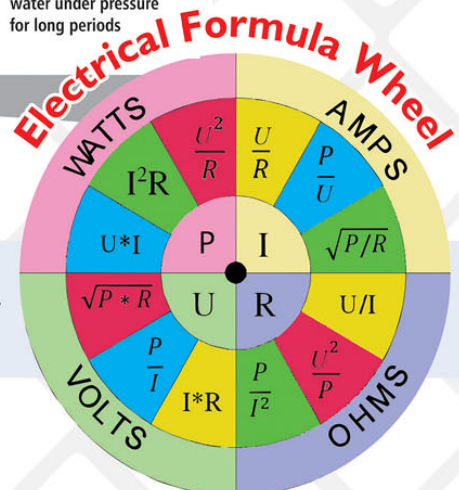 water under pressure
for long periods
Electrical Formula Wheel
WATTS
AMPS
U²/R
U/R
I²R
P/U
U*I
P
I
√P/R
√P * R
U
R
U/I
P/I
I*R
P/I²
U²/P
VOLTS
OHMS